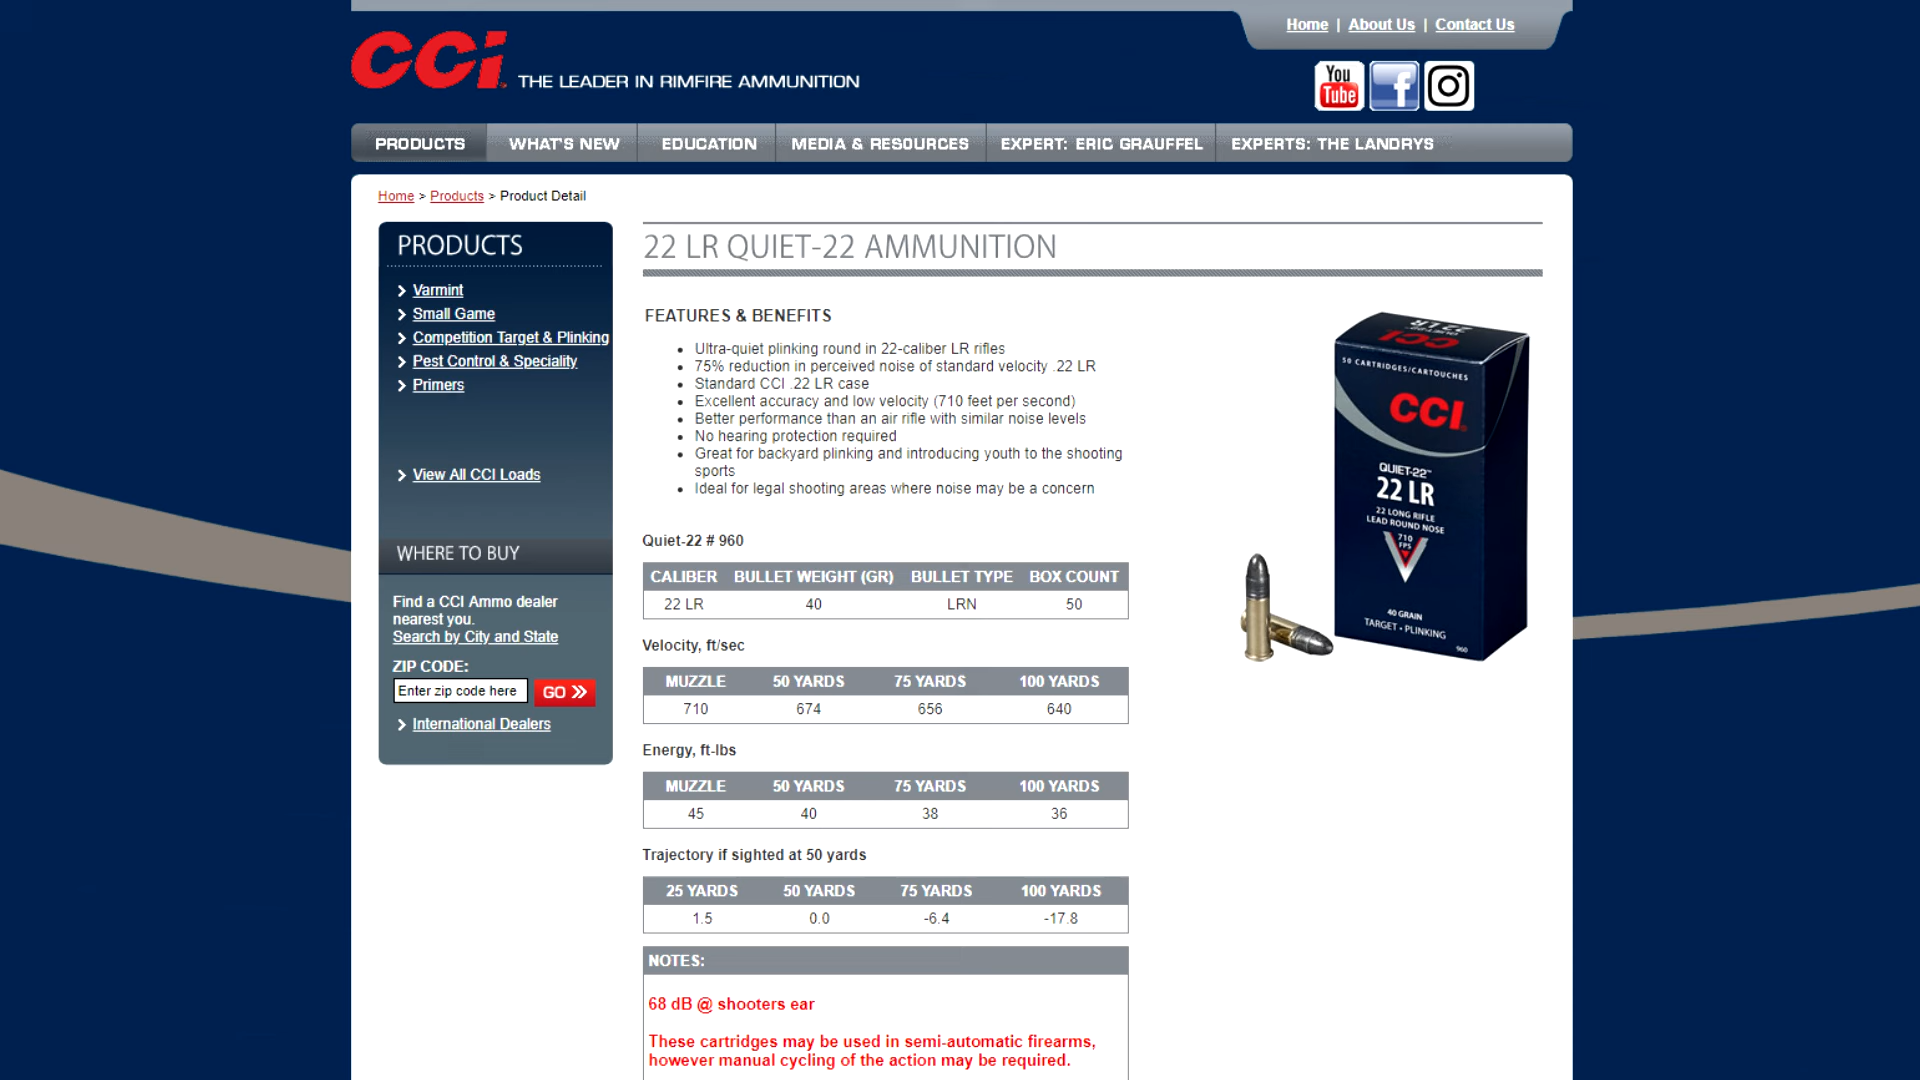 Home | About Us | Contact Us
CCi THE LEADER IN RIMFIRE AMMUNITION
You Tube f
PRODUCTS WHAT'S NEW EDUCATION MEDIA & RESOURCES EXPERT: ERIC GRAUFFEL EXPERTS: THE LANDRYS
Home > Products > Product Detail
PRODUCTS
Varmint
Small Game
Competition Target & Plinking
Pest Control & Speciality
Primers
View All CCI Loads
WHERE TO BUY
Find a CCI Ammo dealer
nearest you.
Search by City and State
ZIP CODE:
Enter zip code here GO
International Dealers
22 LR QUIET-22 AMMUNITION
FEATURES & BENEFITS
Ultra-quiet plinking round in 22-caliber LR rifles
75% reduction in perceived noise of standard velocity .22 LR
Standard CCI .22 LR case
Excellent accuracy and low velocity (710 feet per second)
Better performance than an air rifle with similar noise levels
No hearing protection required
Great for backyard plinking and introducing youth to the shooting
sports
Ideal for legal shooting areas where noise may be a concern
Quiet-22 # 960
CALIBER BULLET WEIGHT (GR) BULLET TYPE BOX COUNT
22 LR 40 LRN 50
Velocity, ft/sec
MUZZLE 50 YARDS 75 YARDS 100 YARDS
710 674 656 640
Energy, ft-lbs
MUZZLE 50 YARDS 75 YARDS 100 YARDS
45 40 38 36
Trajectory if sighted at 50 yards
25 YARDS 50 YARDS 75 YARDS 100 YARDS
1.5 0.0 -6.4 -17.8
NOTES:
68 dB @ shooters ear
These cartridges may be used in semi-automatic firearms,
however manual cycling of the action may be required.
QUIET-22
22 LR
CCI
50 CARTRIDGES/CARTOUCHES
CCI
QUIET-22™
22 LR
22 LONG RIFLE
LEAD ROUND NOSE
710
FPS
40 GRAIN
TARGET • PLINKING
960